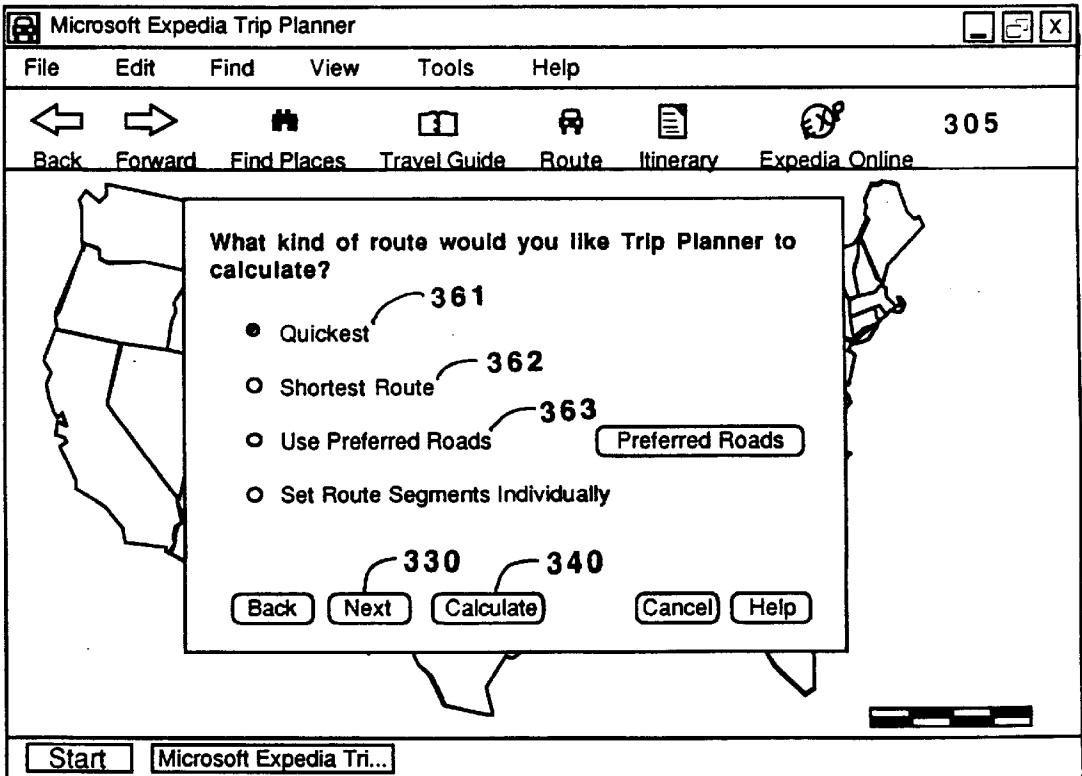 Microsoft Expedia Trip Planner
X
File Edit Find View Tools Help
EXP
305
Back Forward Find Places Travel Guide Route Itinerary Expedia Online
What kind of route would you like Trip Planner to
calculate?
361
Quickest
362
Shortest Route
363
Use Preferred Roads Preferred Roads
Set Route Segments Individually
330 340
Back Next Calculate Cancel Help
Start Microsoft Expedia Tri...